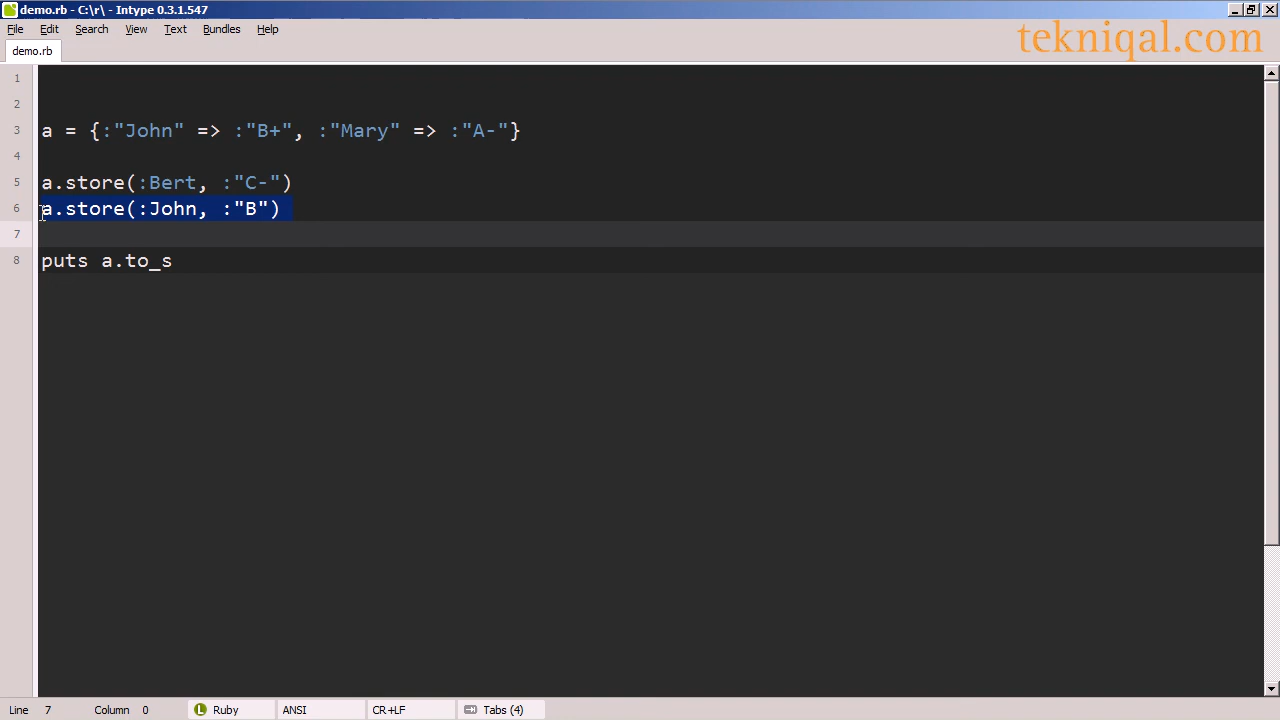 demo.rb - C:\r\ - Intype 0.3.1.547
File Edit Search View Text Bundles Help
tekniqal.com
demo.rb
1
2
3 a = {:"John" => :"B+", :"Mary" => :"A-"}
4
5 a.store(:Bert, :"C-")
6 a.store(:John, :"B")
7
8 puts a.to_s
Line 7 Column 0 L Ruby ANSI CR+LF Tabs (4)